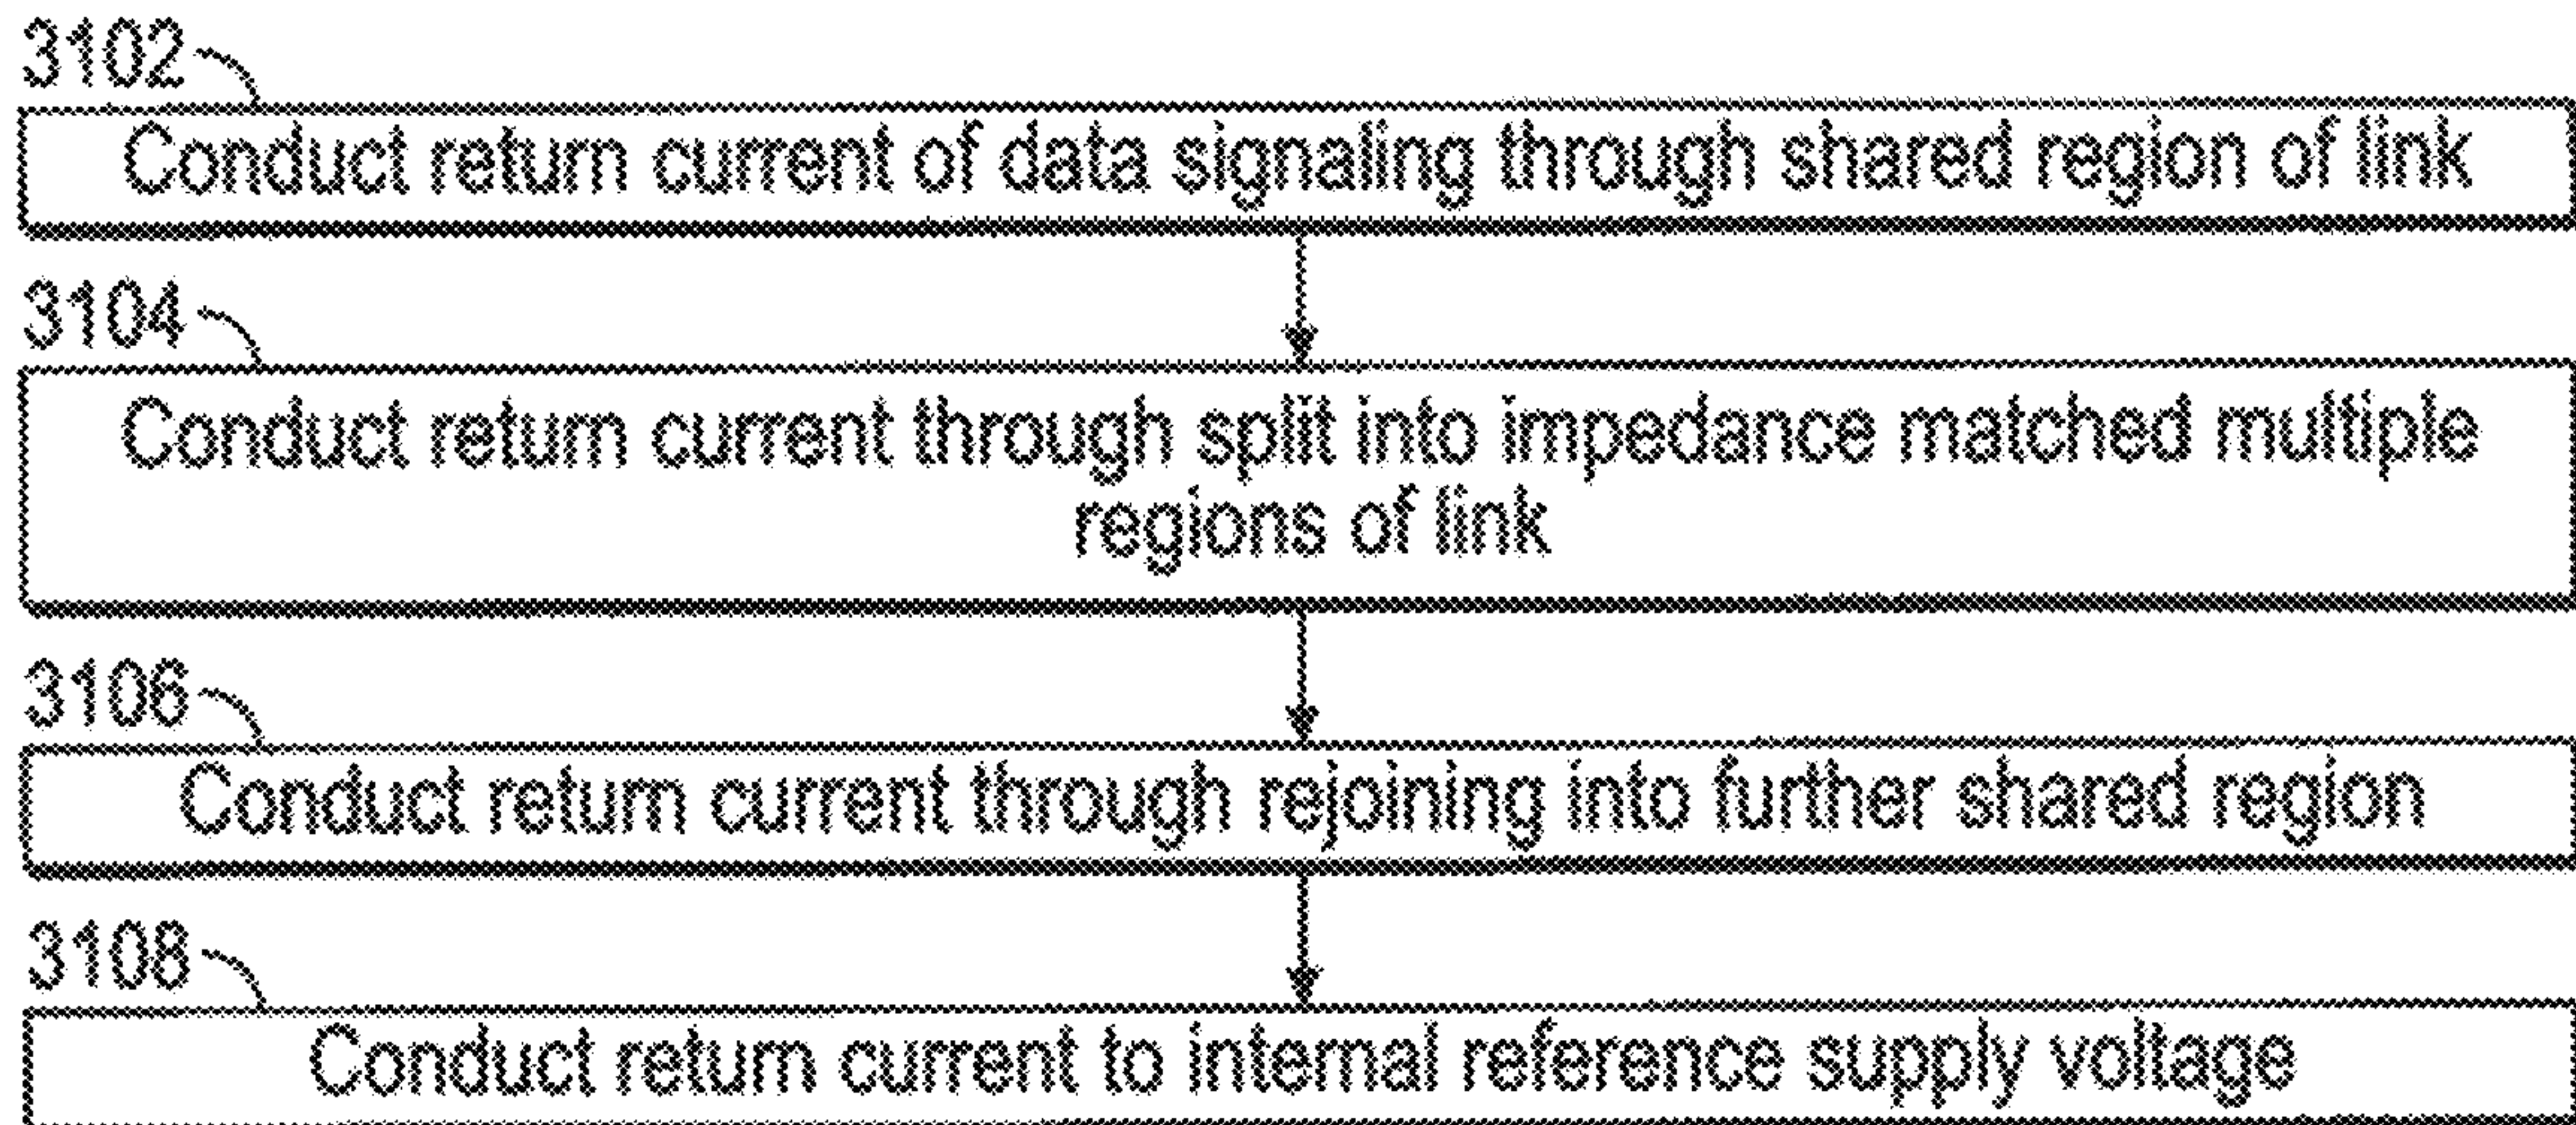 3102
Conduct return current of data signaling through shared region of link
3104
Conduct return current through split into impedance matched multiple
regions of link
3106
Conduct return current through rejoining into further shared region
3108
Conduct return current to internal reference supply voltage